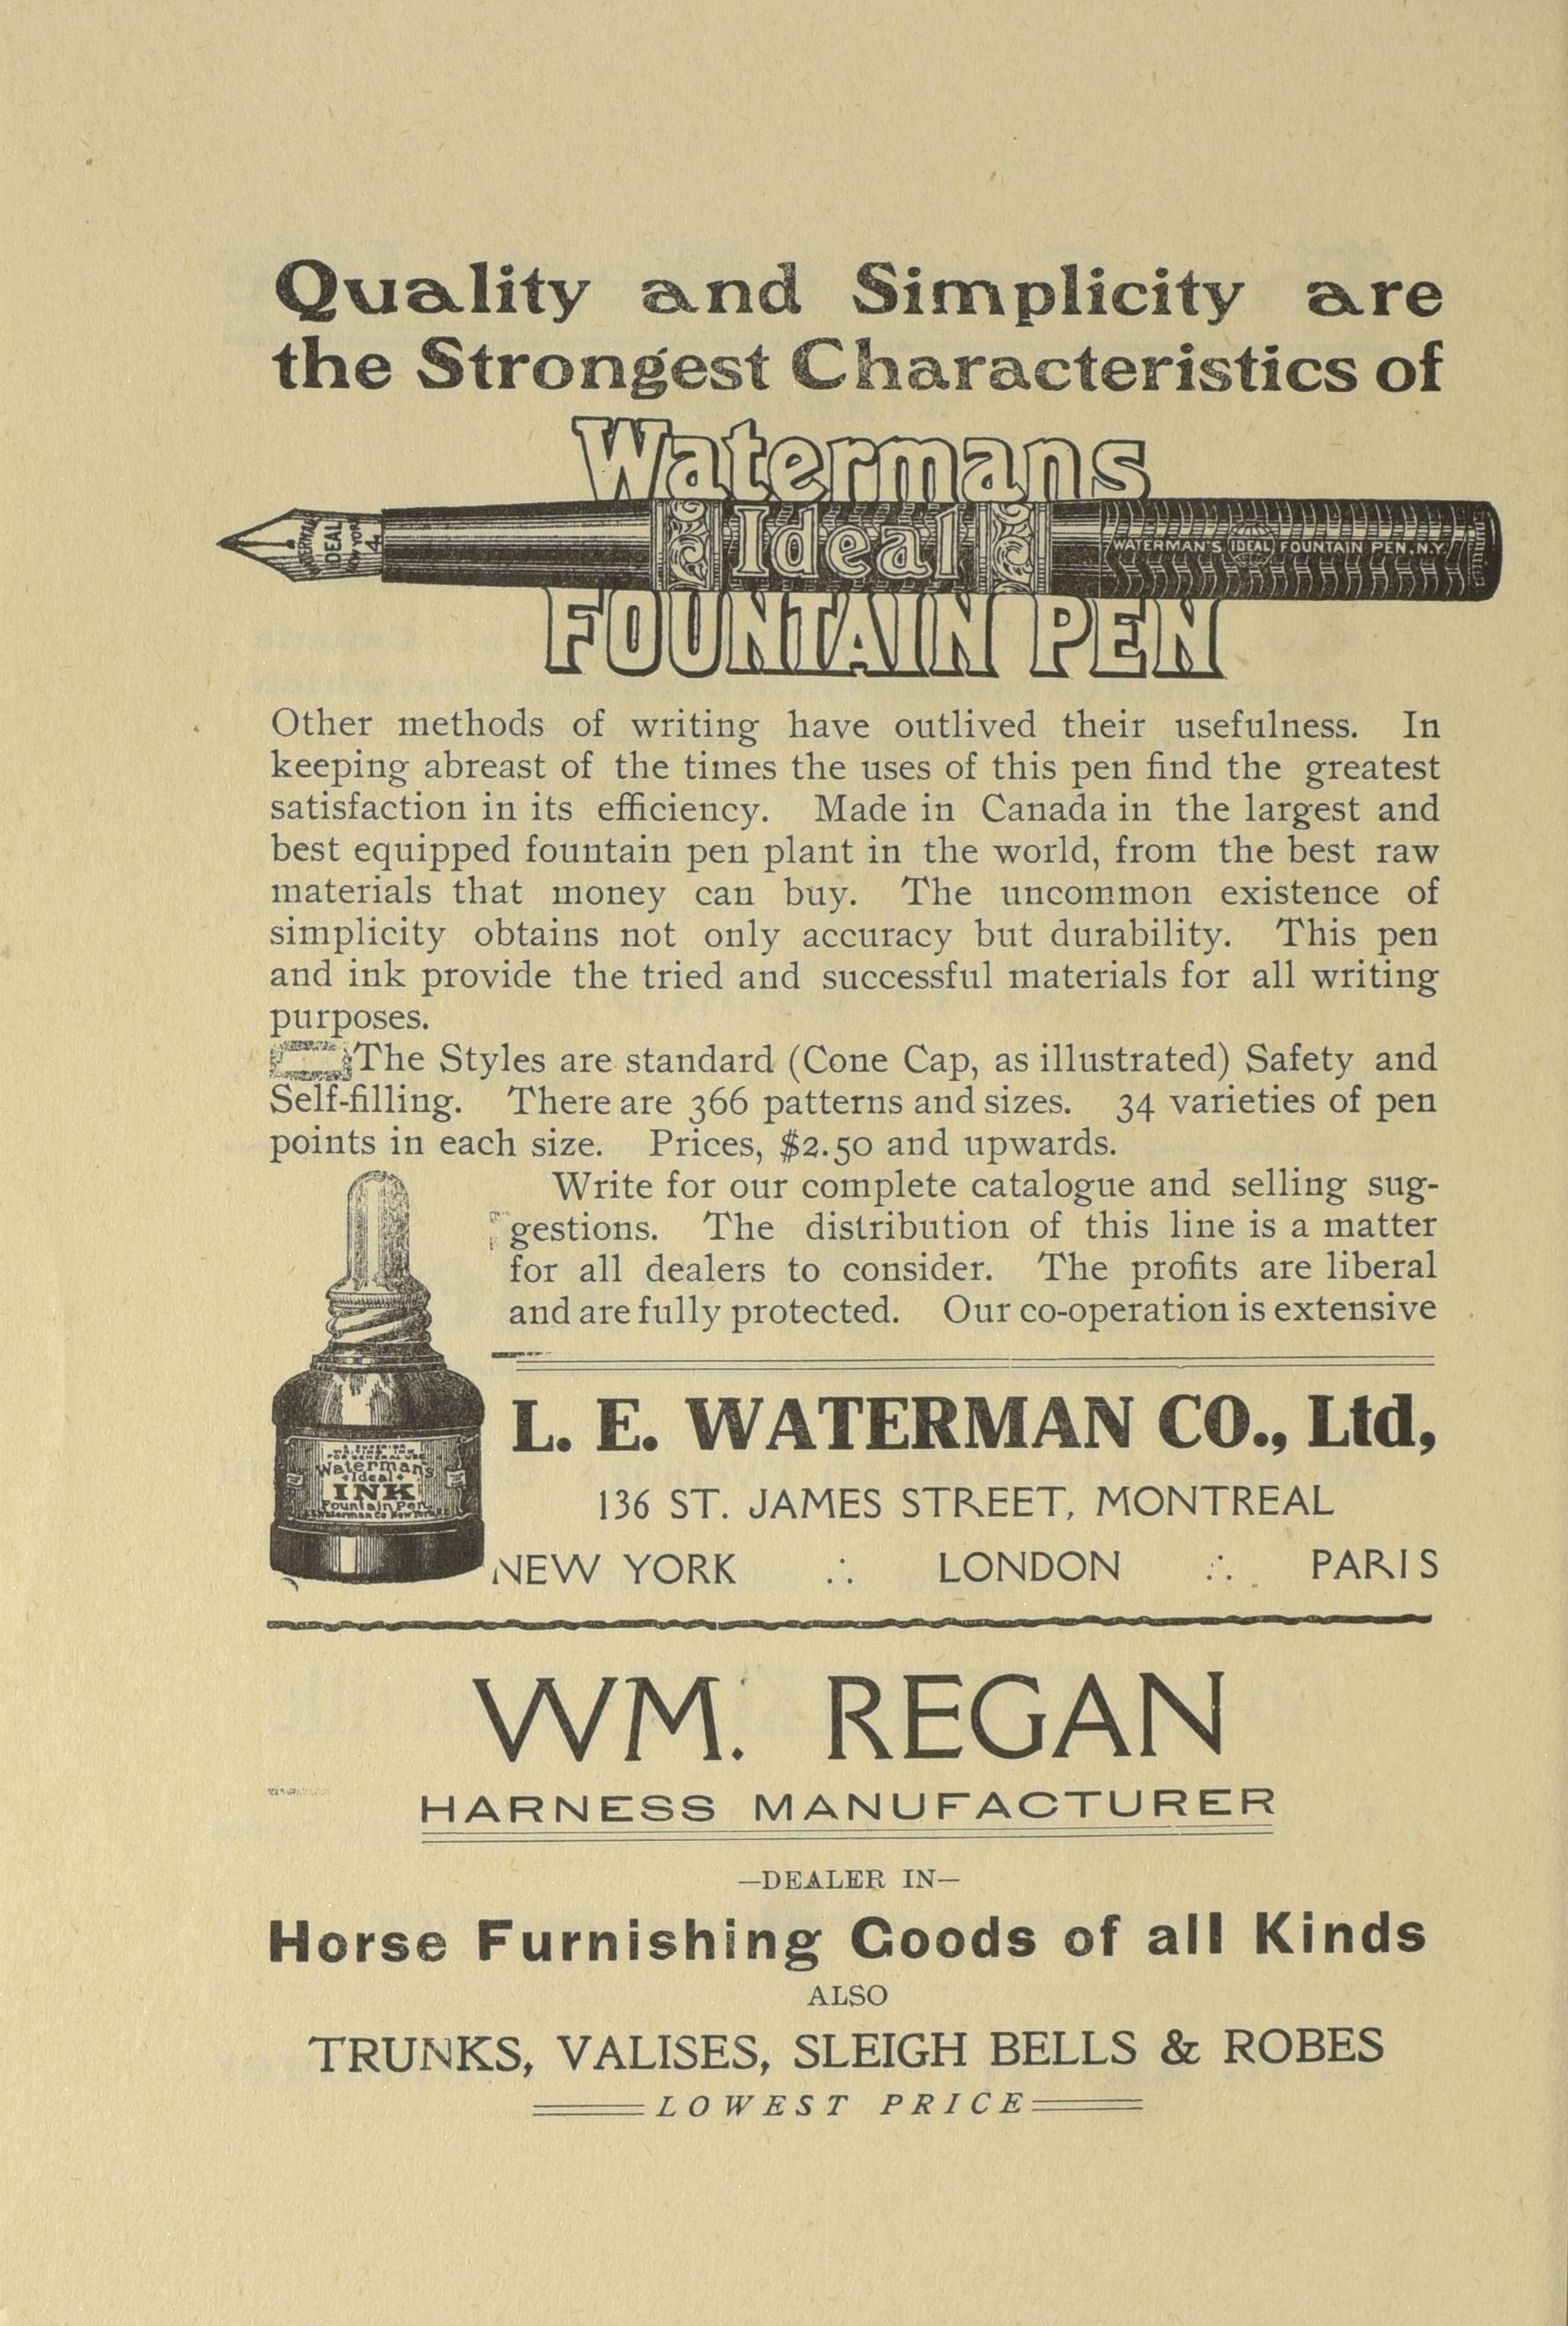 Quality and Simplicity are
the Strongest Characteristics of
Watermans
Ideal
FOUNTAIN PEN
IDEAL
NEW YORK
4
WATERMAN'S IDEAL FOUNTAIN PEN, N.Y.
Other methods of writing have outlived their usefulness. In
keeping abreast of the times the uses of this pen find the greatest
satisfaction in its efficiency. Made in Canada in the largest and
best equipped fountain pen plant in the world, from the best raw
materials that money can buy. The uncommon existence of
simplicity obtains not only accuracy but durability. This pen
and ink provide the tried and successful materials for all writing
purposes.
The Styles are standard (Cone Cap, as illustrated) Safety and
Self-filling. There are 366 patterns and sizes. 34 varieties of pen
points in each size. Prices, $2.50 and upwards.
Write for our complete catalogue and selling sug-
gestions. The distribution of this line is a matter
for all dealers to consider. The profits are liberal
and are fully protected. Our co-operation is extensive
Waterman's
Ideal
INK
Fountain Pen
L. E. WATERMAN CO., Ltd,
136 ST. JAMES STREET, MONTREAL
NEW YORK ∴ LONDON ∴ PARIS
WM. REGAN
HARNESS MANUFACTURER
—DEALER IN—
Horse Furnishing Goods of all Kinds
ALSO
TRUNKS, VALISES, SLEIGH BELLS & ROBES
LOWEST PRICE